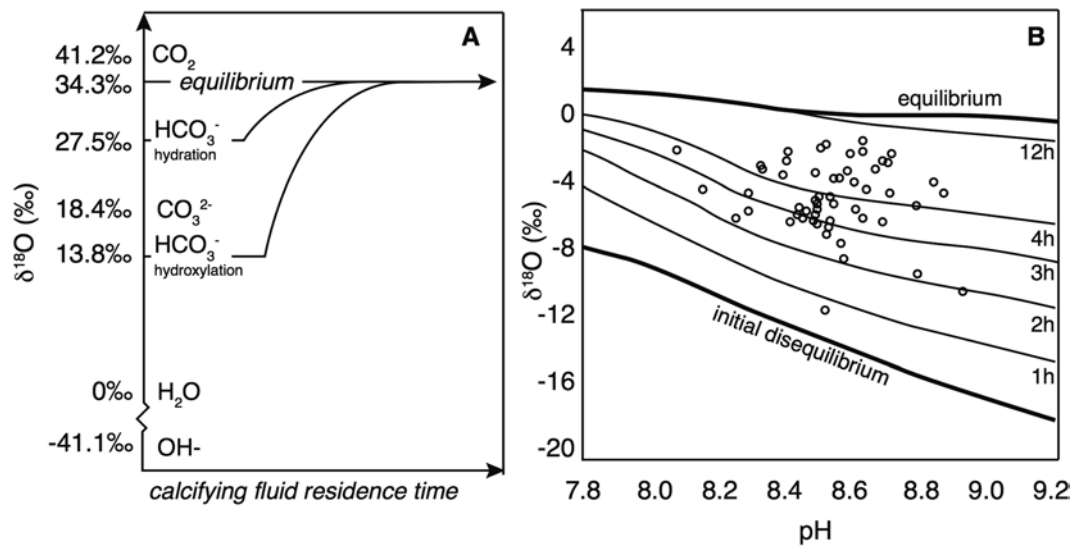 A
41.2‰ CO₂
34.3‰ equilibrium
27.5‰ HCO₃⁻
hydration
18.4‰ CO₃²⁻
13.8‰ HCO₃⁻
hydroxylation
0‰ H₂O
-41.1‰ OH-
δ¹⁸O (‰)
calcifying fluid residence time
B
4
0
-4
-8
-12
-16
-20
δ¹⁸O (‰)
equilibrium
12h
4h
3h
2h
1h
initial disequilibrium
7.8 8.0 8.2 8.4 8.6 8.8 9.0 9.2
pH